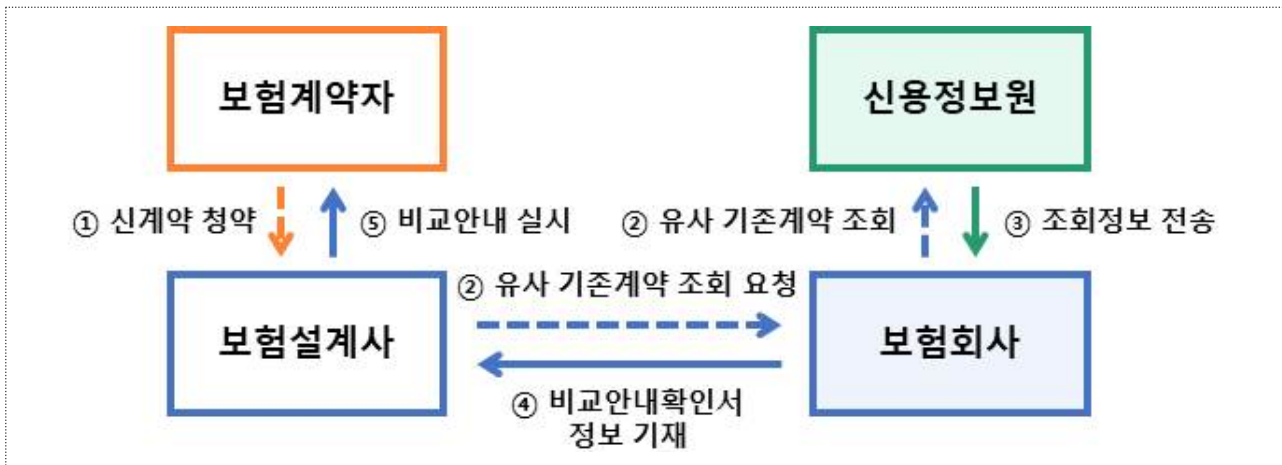 보험계약자
신용정보원
① 신계약 청약
⑤ 비교안내 실시
② 유사 기존계약 조회
③ 조회정보 전송
보험설계사
② 유사 기존계약 조회 요청
보험회사
④ 비교안내확인서
정보 기재